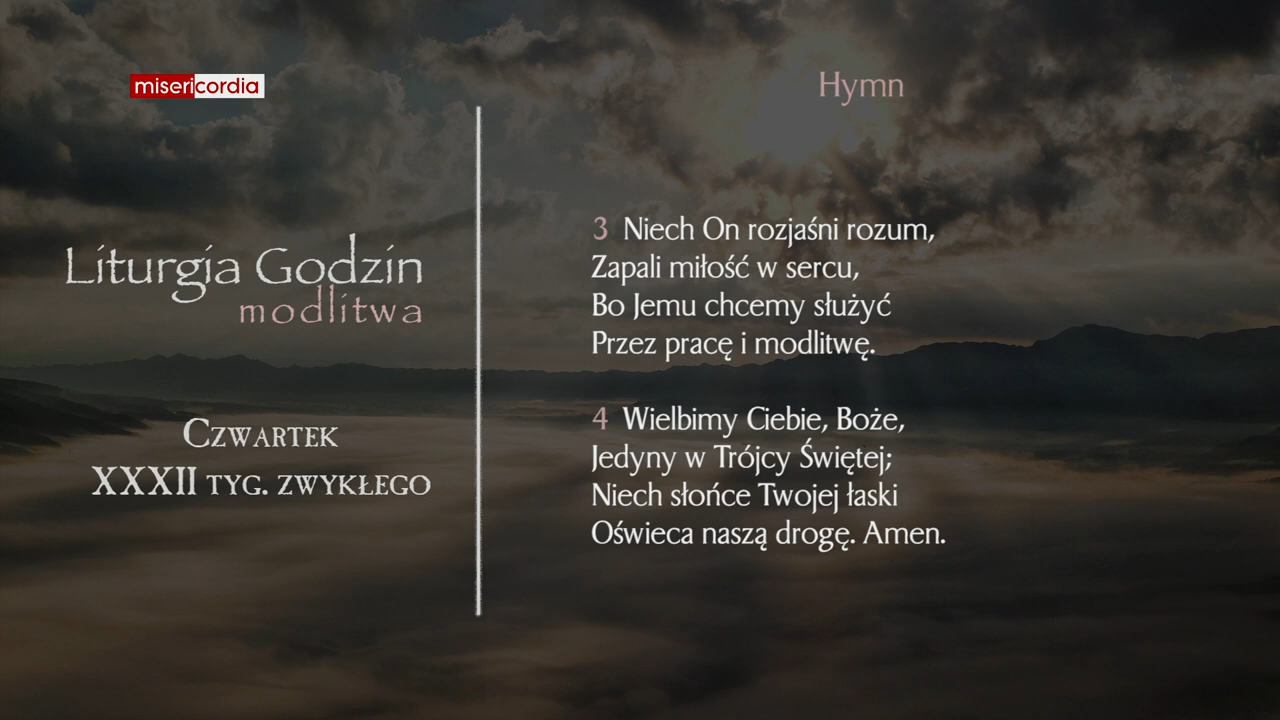 misericordia
Liturgia Godzin
modlitwa
Czwartek
XXXII tyg. zwykłego
Hymn
3 Niech On rozjaśni rozum,
Zapali miłość w sercu,
Bo Jemu chcemy służyć
Przez pracę i modlitwę.
4 Wielbimy Ciebie, Boże,
Jedyny w Trójcy Świętej;
Niech słońce Twojej łaski
Oświeca naszą drogę. Amen.